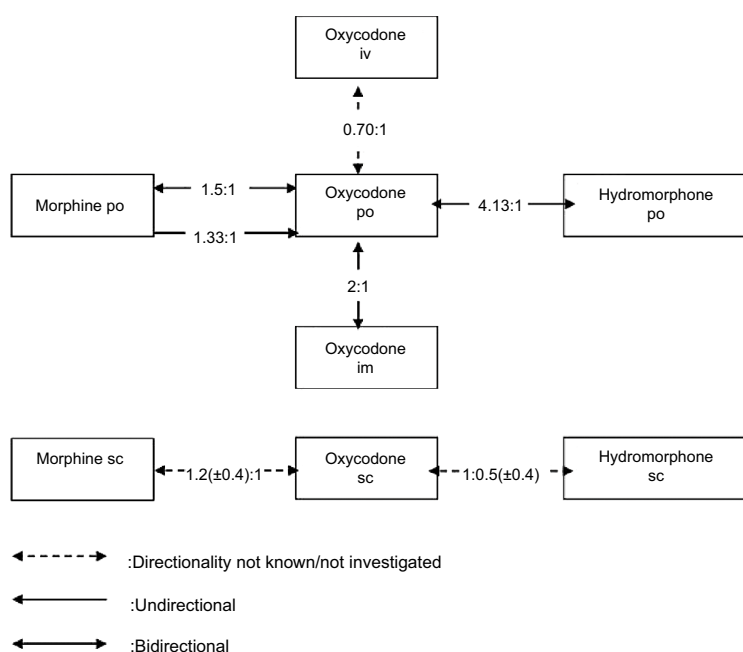 Oxycodone
iv
0.70:1
Morphine po
1.5:1
1.33:1
Oxycodone
po
4.13:1
Hydromorphone
po
2:1
Oxycodone
im
Morphine sc
1.2(±0.4):1
Oxycodone
sc
1:0.5(±0.4)
Hydromorphone
sc
:Directionality not known/not investigated
:Undirectional
:Bidirectional